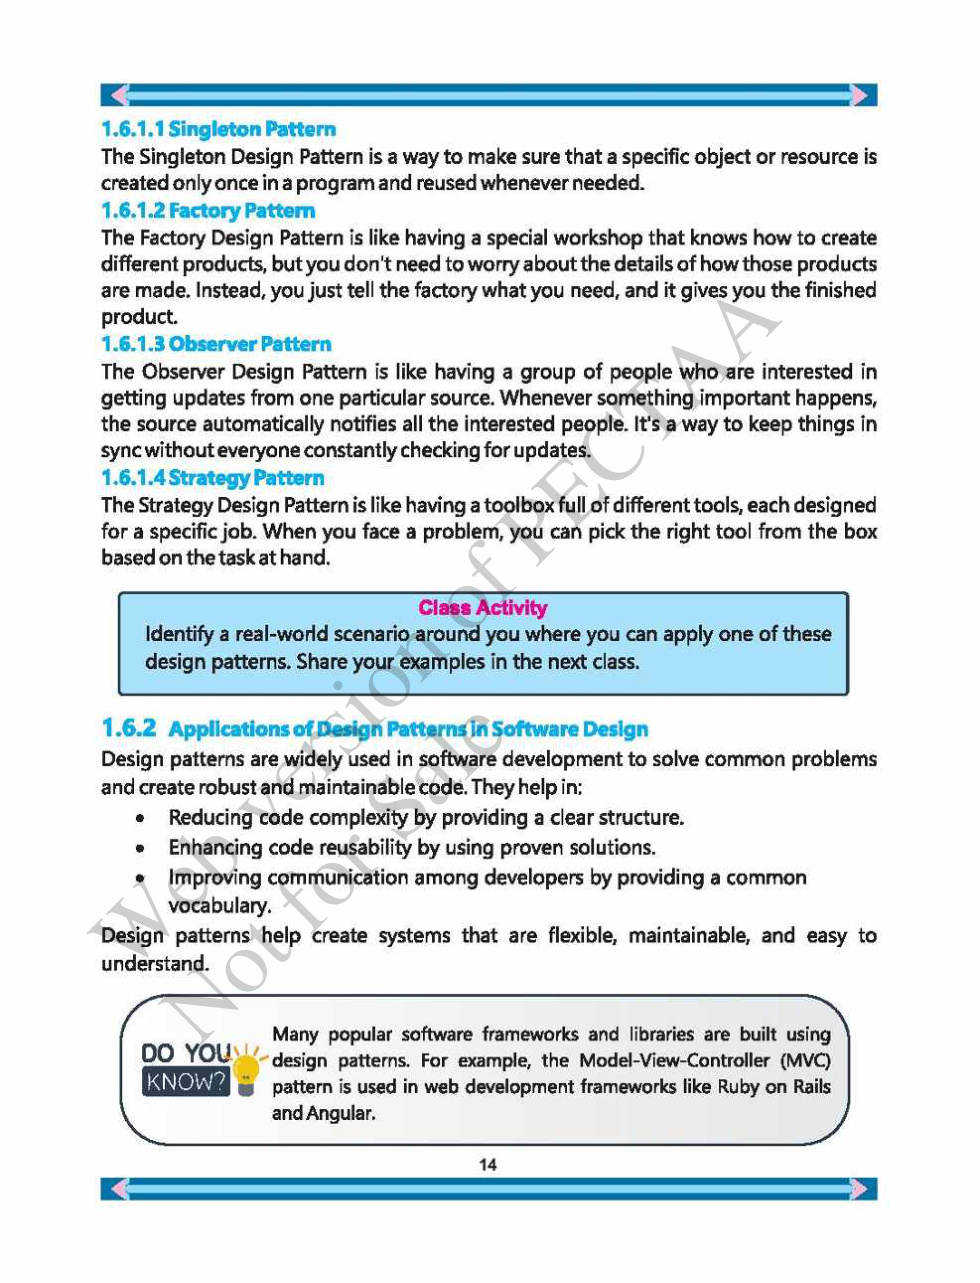 1.6.1.1 Singleton Pattern
The Singleton Design Pattern is a way to make sure that a specific object or resource is
created only once in a program and reused whenever needed.
1.6.1.2 Factory Pattern
The Factory Design Pattern is like having a special workshop that knows how to create
different products, but you don't need to worry about the details of how those products
are made. Instead, you just tell the factory what you need, and it gives you the finished
product.
1.6.1.3 Observer Pattern
The Observer Design Pattern is like having a group of people who are interested in
getting updates from one particular source. Whenever something important happens,
the source automatically notifies all the interested people. It's a way to keep things in
sync without everyone constantly checking for updates.
1.6.1.4 Strategy Pattern
The Strategy Design Pattern is like having a toolbox full of different tools, each designed
for a specific job. When you face a problem, you can pick the right tool from the box
based on the task at hand.
Class Activity
Identify a real-world scenario around you where you can apply one of these
design patterns. Share your examples in the next class.
1.6.2 Applications of Design Patterns in Software Design
Design patterns are widely used in software development to solve common problems
and create robust and maintainable code. They help in:
• Reducing code complexity by providing a clear structure.
• Enhancing code reusability by using proven solutions.
• Improving communication among developers by providing a common
vocabulary.
Design patterns help create systems that are flexible, maintainable, and easy to
understand.
DO YOU
KNOW?
Many popular software frameworks and libraries are built using
design patterns. For example, the Model-View-Controller (MVC)
pattern is used in web development frameworks like Ruby on Rails
and Angular.
14
Web version of PECTAA
Not for Sale